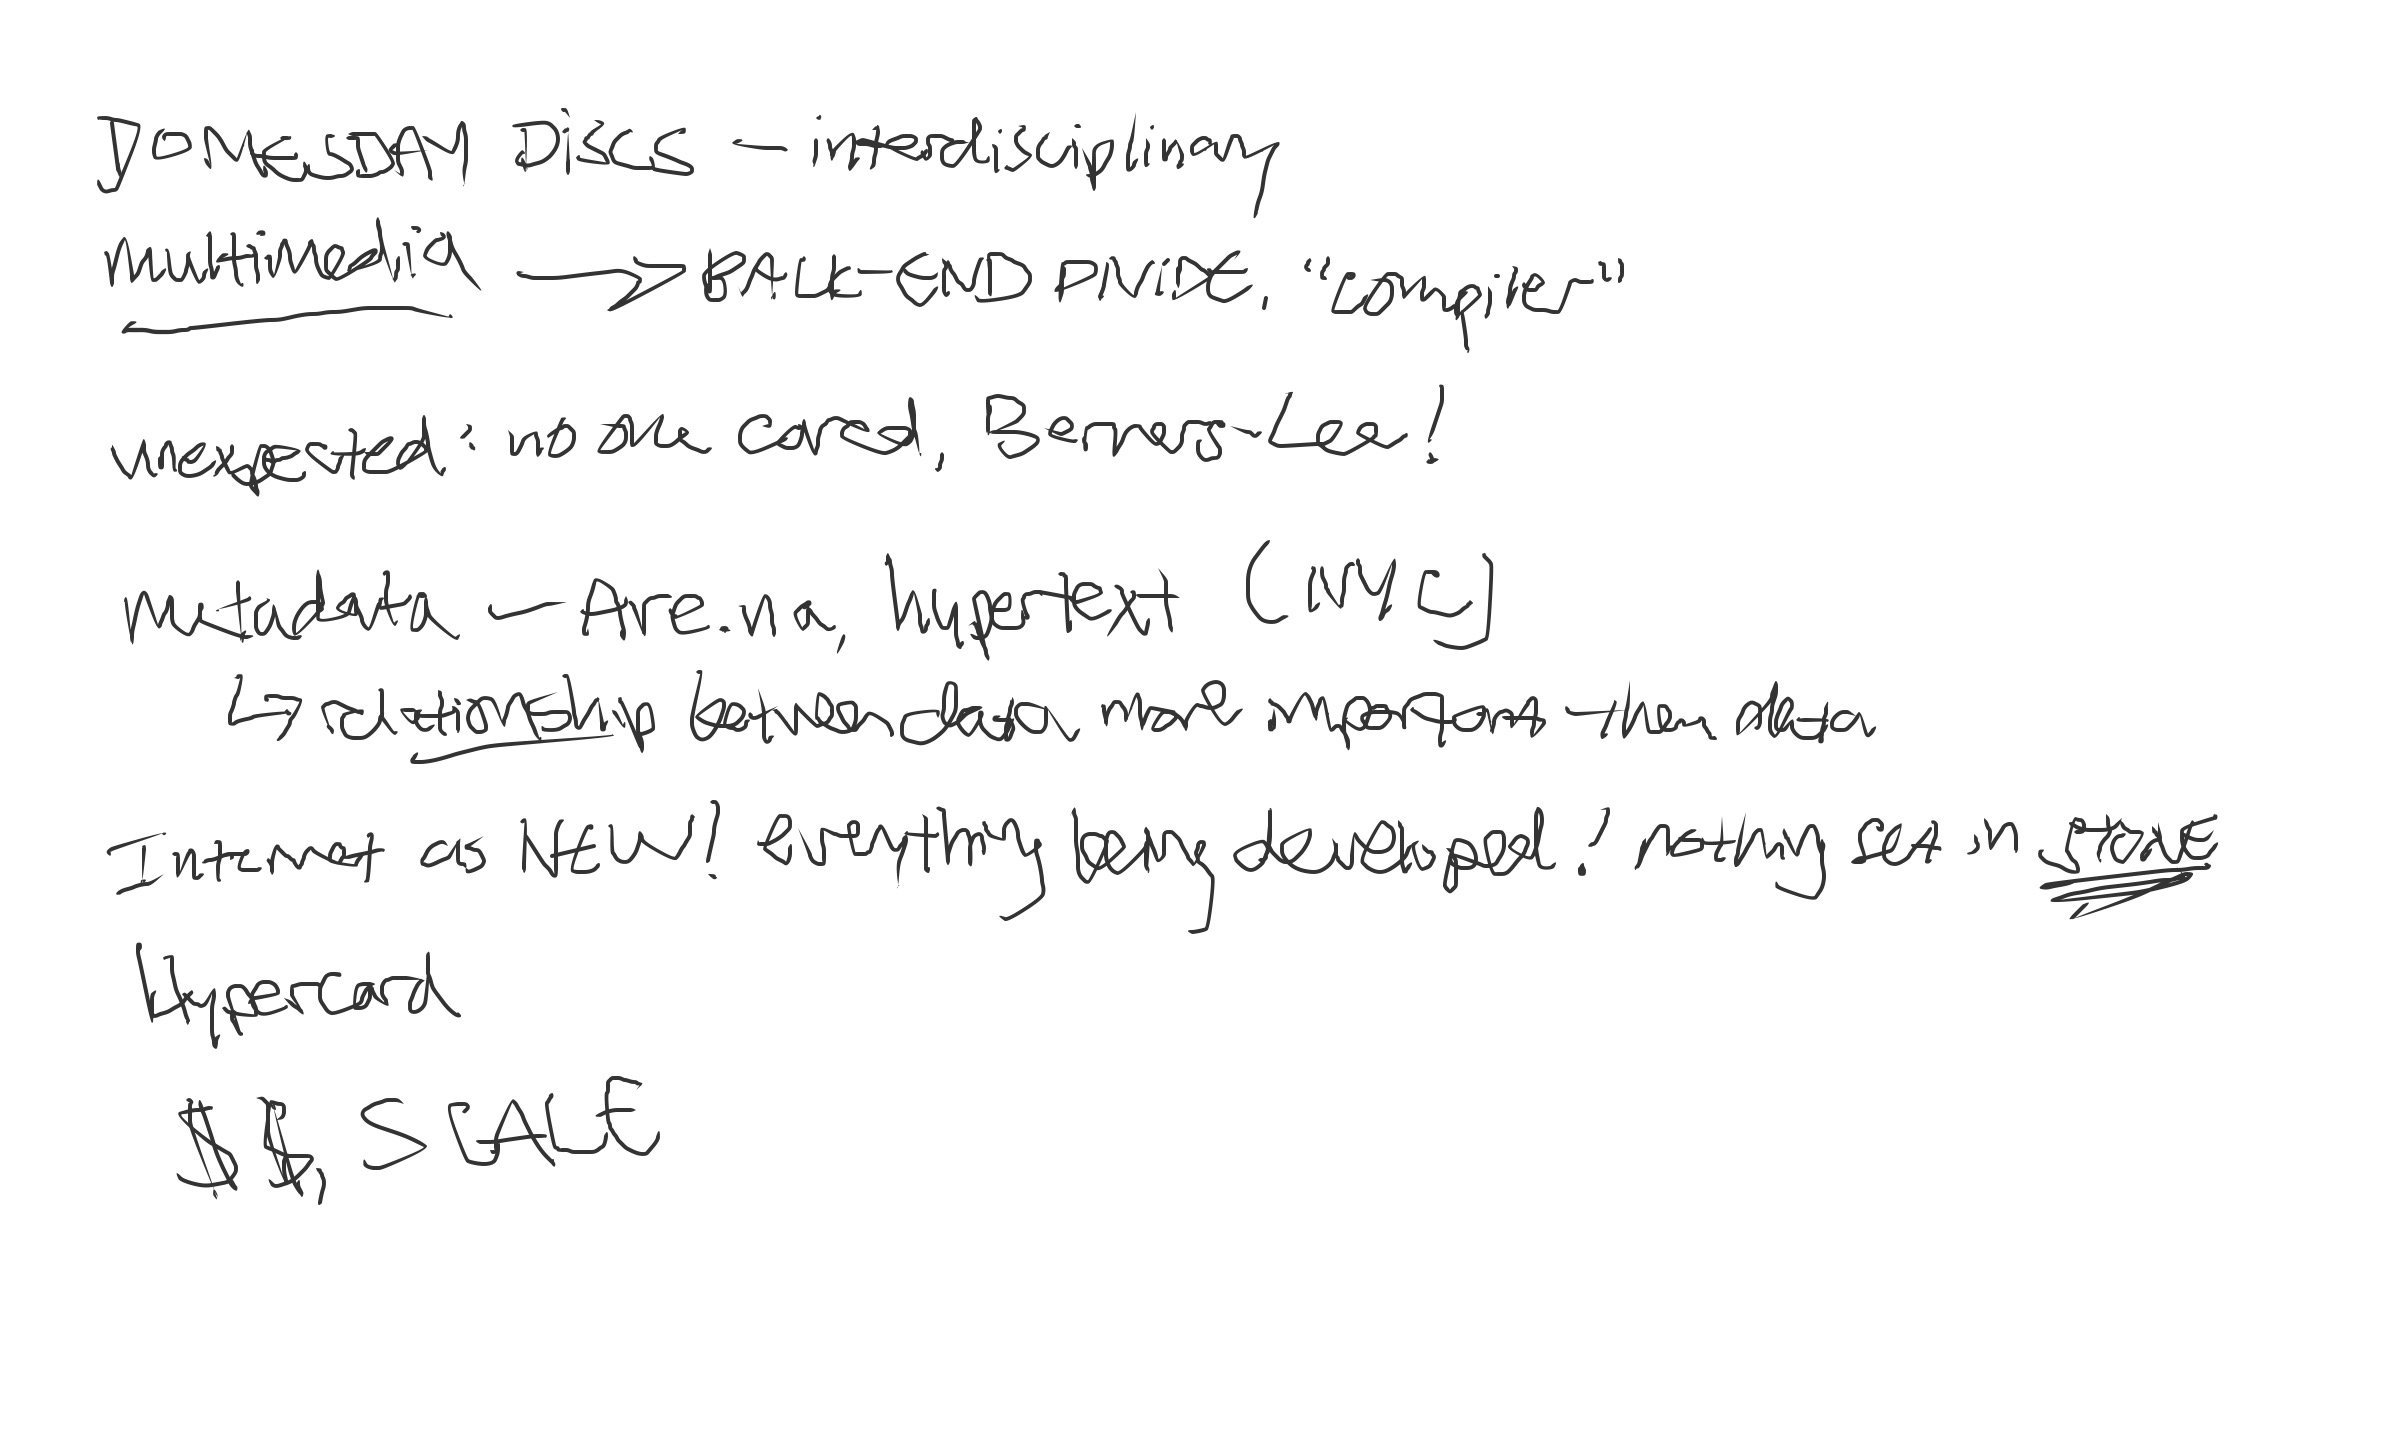 DOMESDAY DiSCS — interdisciplinary
multimedia → BACK-END DIVIDE, "compiler"
unexpected: no one cared, Berners-Lee!
metadata — Are.na, hypertext (NYC)
↳ relationship between data more important than data
Internet as NEW! everything being developed! nothing set in STONE
Hypercard
$$, SCALE